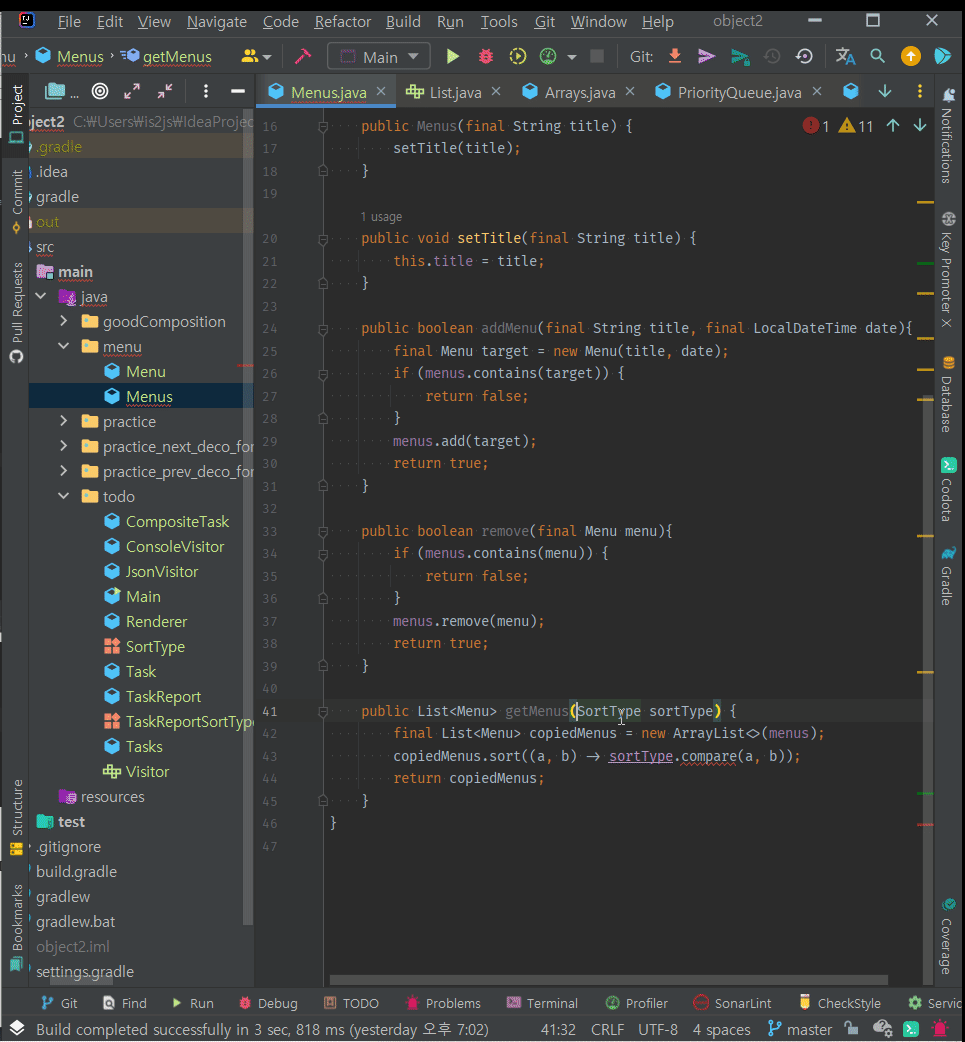 File Edit View Navigate Code Refactor Build Run Tools Git Window Help object2
nu Menus getMenus Main Git:
Menus.java List.java Arrays.java PriorityQueue.java
Project
Commit
Pull Requests
Structure
Bookmarks
ject2 C:₩Users₩is2js₩IdeaProjec
.gradle
.idea
gradle
out
src
main
java
goodComposition
menu
Menu
Menus
practice
practice_next_deco_for
practice_prev_deco_for
todo
CompositeTask
ConsoleVisitor
JsonVisitor
Main
Renderer
SortType
Task
TaskReport
TaskReportSortType
Tasks
Visitor
resources
test
.gitignore
build.gradle
gradlew
gradlew.bat
object2.iml
settings.gradle
1 11
16 public Menus(final String title) {
17 setTitle(title);
18 }
19
1 usage
20 public void setTitle(final String title) {
21 this.title = title;
22 }
23
24 public boolean addMenu(final String title, final LocalDateTime date){
25 final Menu target = new Menu(title, date);
26 if (menus.contains(target)) {
27 return false;
28 }
29 menus.add(target);
30 return true;
31 }
32
33 public boolean remove(final Menu menu){
34 if (menus.contains(menu)) {
35 return false;
36 }
37 menus.remove(menu);
38 return true;
39 }
40
41 public List<Menu> getMenus(SortType sortType) {
42 final List<Menu> copiedMenus = new ArrayList<>(menus);
43 copiedMenus.sort((a, b) → sortType.compare(a, b));
44 return copiedMenus;
45 }
46 }
47
Notifications
Key Promoter X
Database
Codota
Gradle
Coverage
Git Find Run Debug TODO Problems Terminal Profiler SonarLint CheckStyle Servic
Build completed successfully in 3 sec, 818 ms (yesterday 오후 7:02) 41:32 CRLF UTF-8 4 spaces master